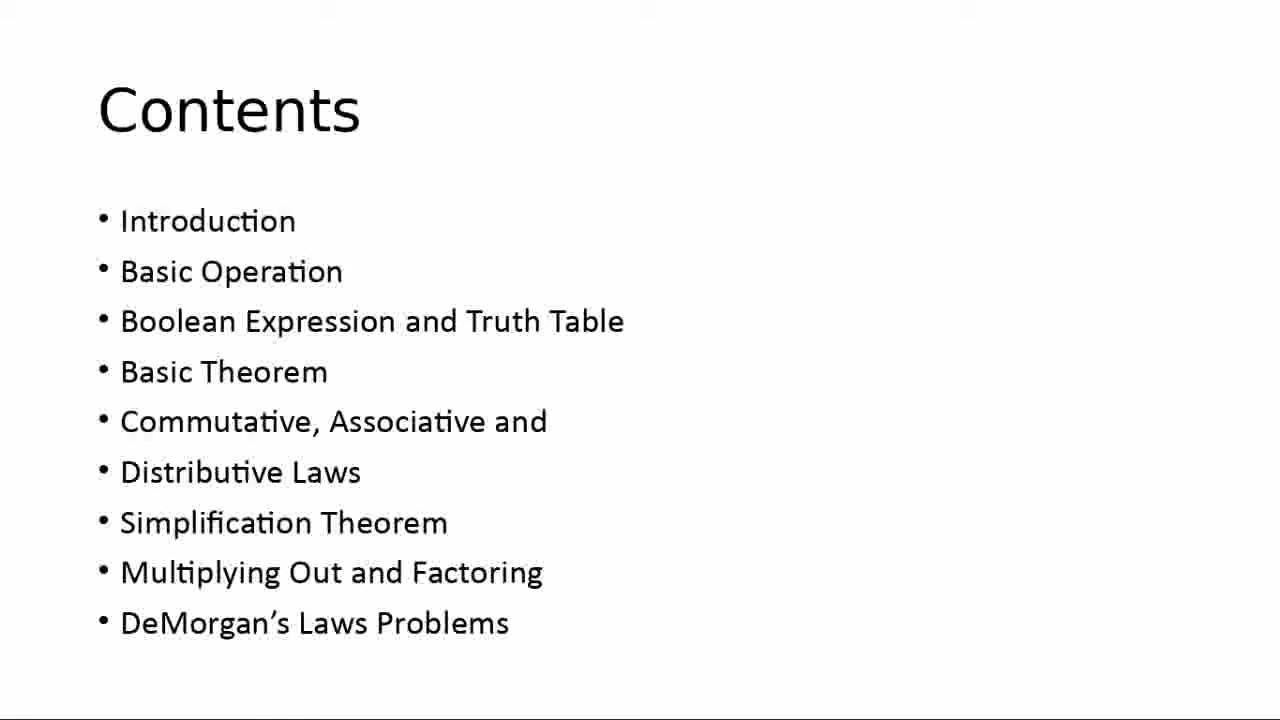 Contents
• Introduction
• Basic Operation
• Boolean Expression and Truth Table
• Basic Theorem
• Commutative, Associative and
• Distributive Laws
• Simplification Theorem
• Multiplying Out and Factoring
• DeMorgan’s Laws Problems